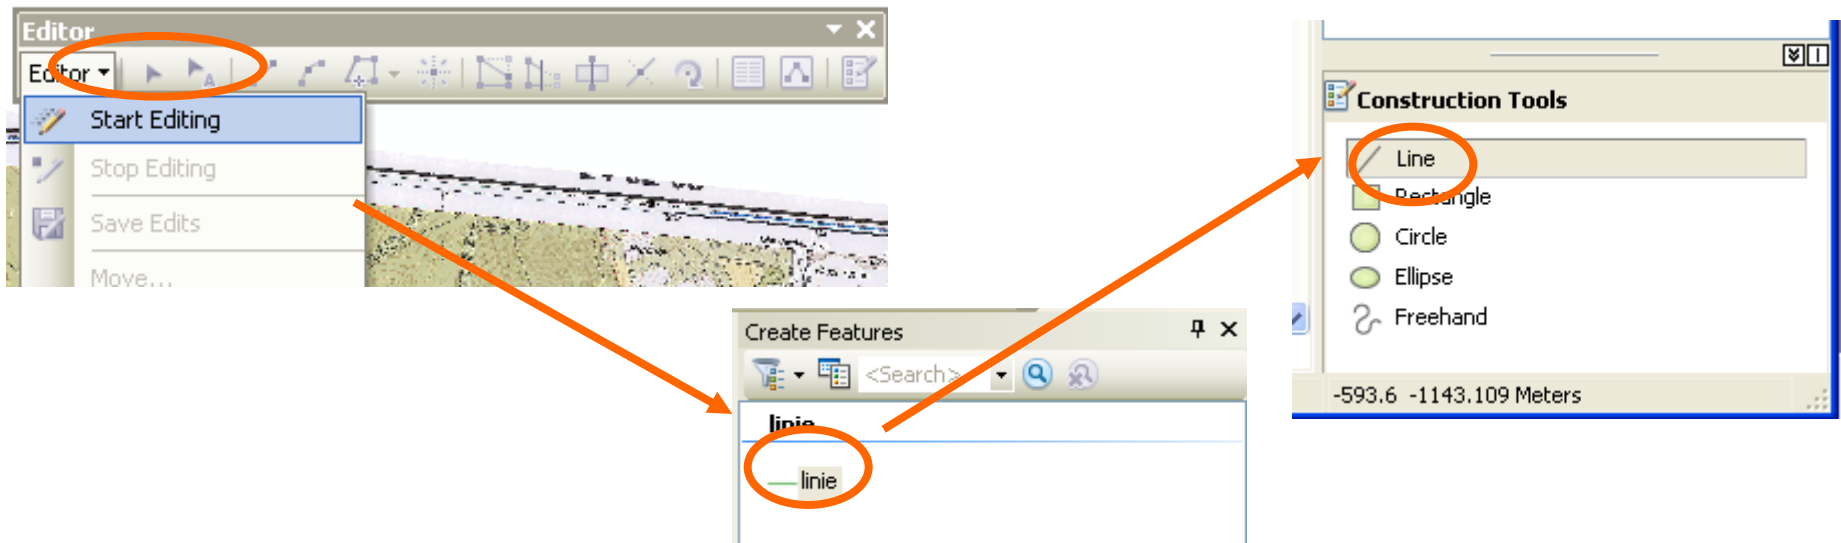 Editor
Editor
Start Editing
Stop Editing
Save Edits
Move...
Create Features
<Search>
linie
linie
Construction Tools
Line
Rectangle
Circle
Ellipse
Freehand
-593.6 -1143.109 Meters